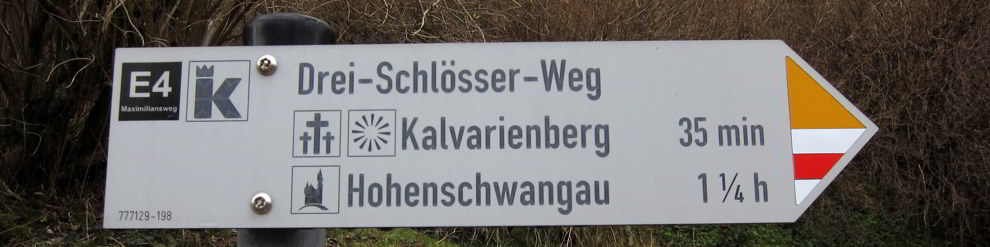 E4
Maximiliansweg
K
Drei-Schlösser-Weg
Kalvarienberg 35 min
Hohenschwangau 1 ¼ h
777129-198